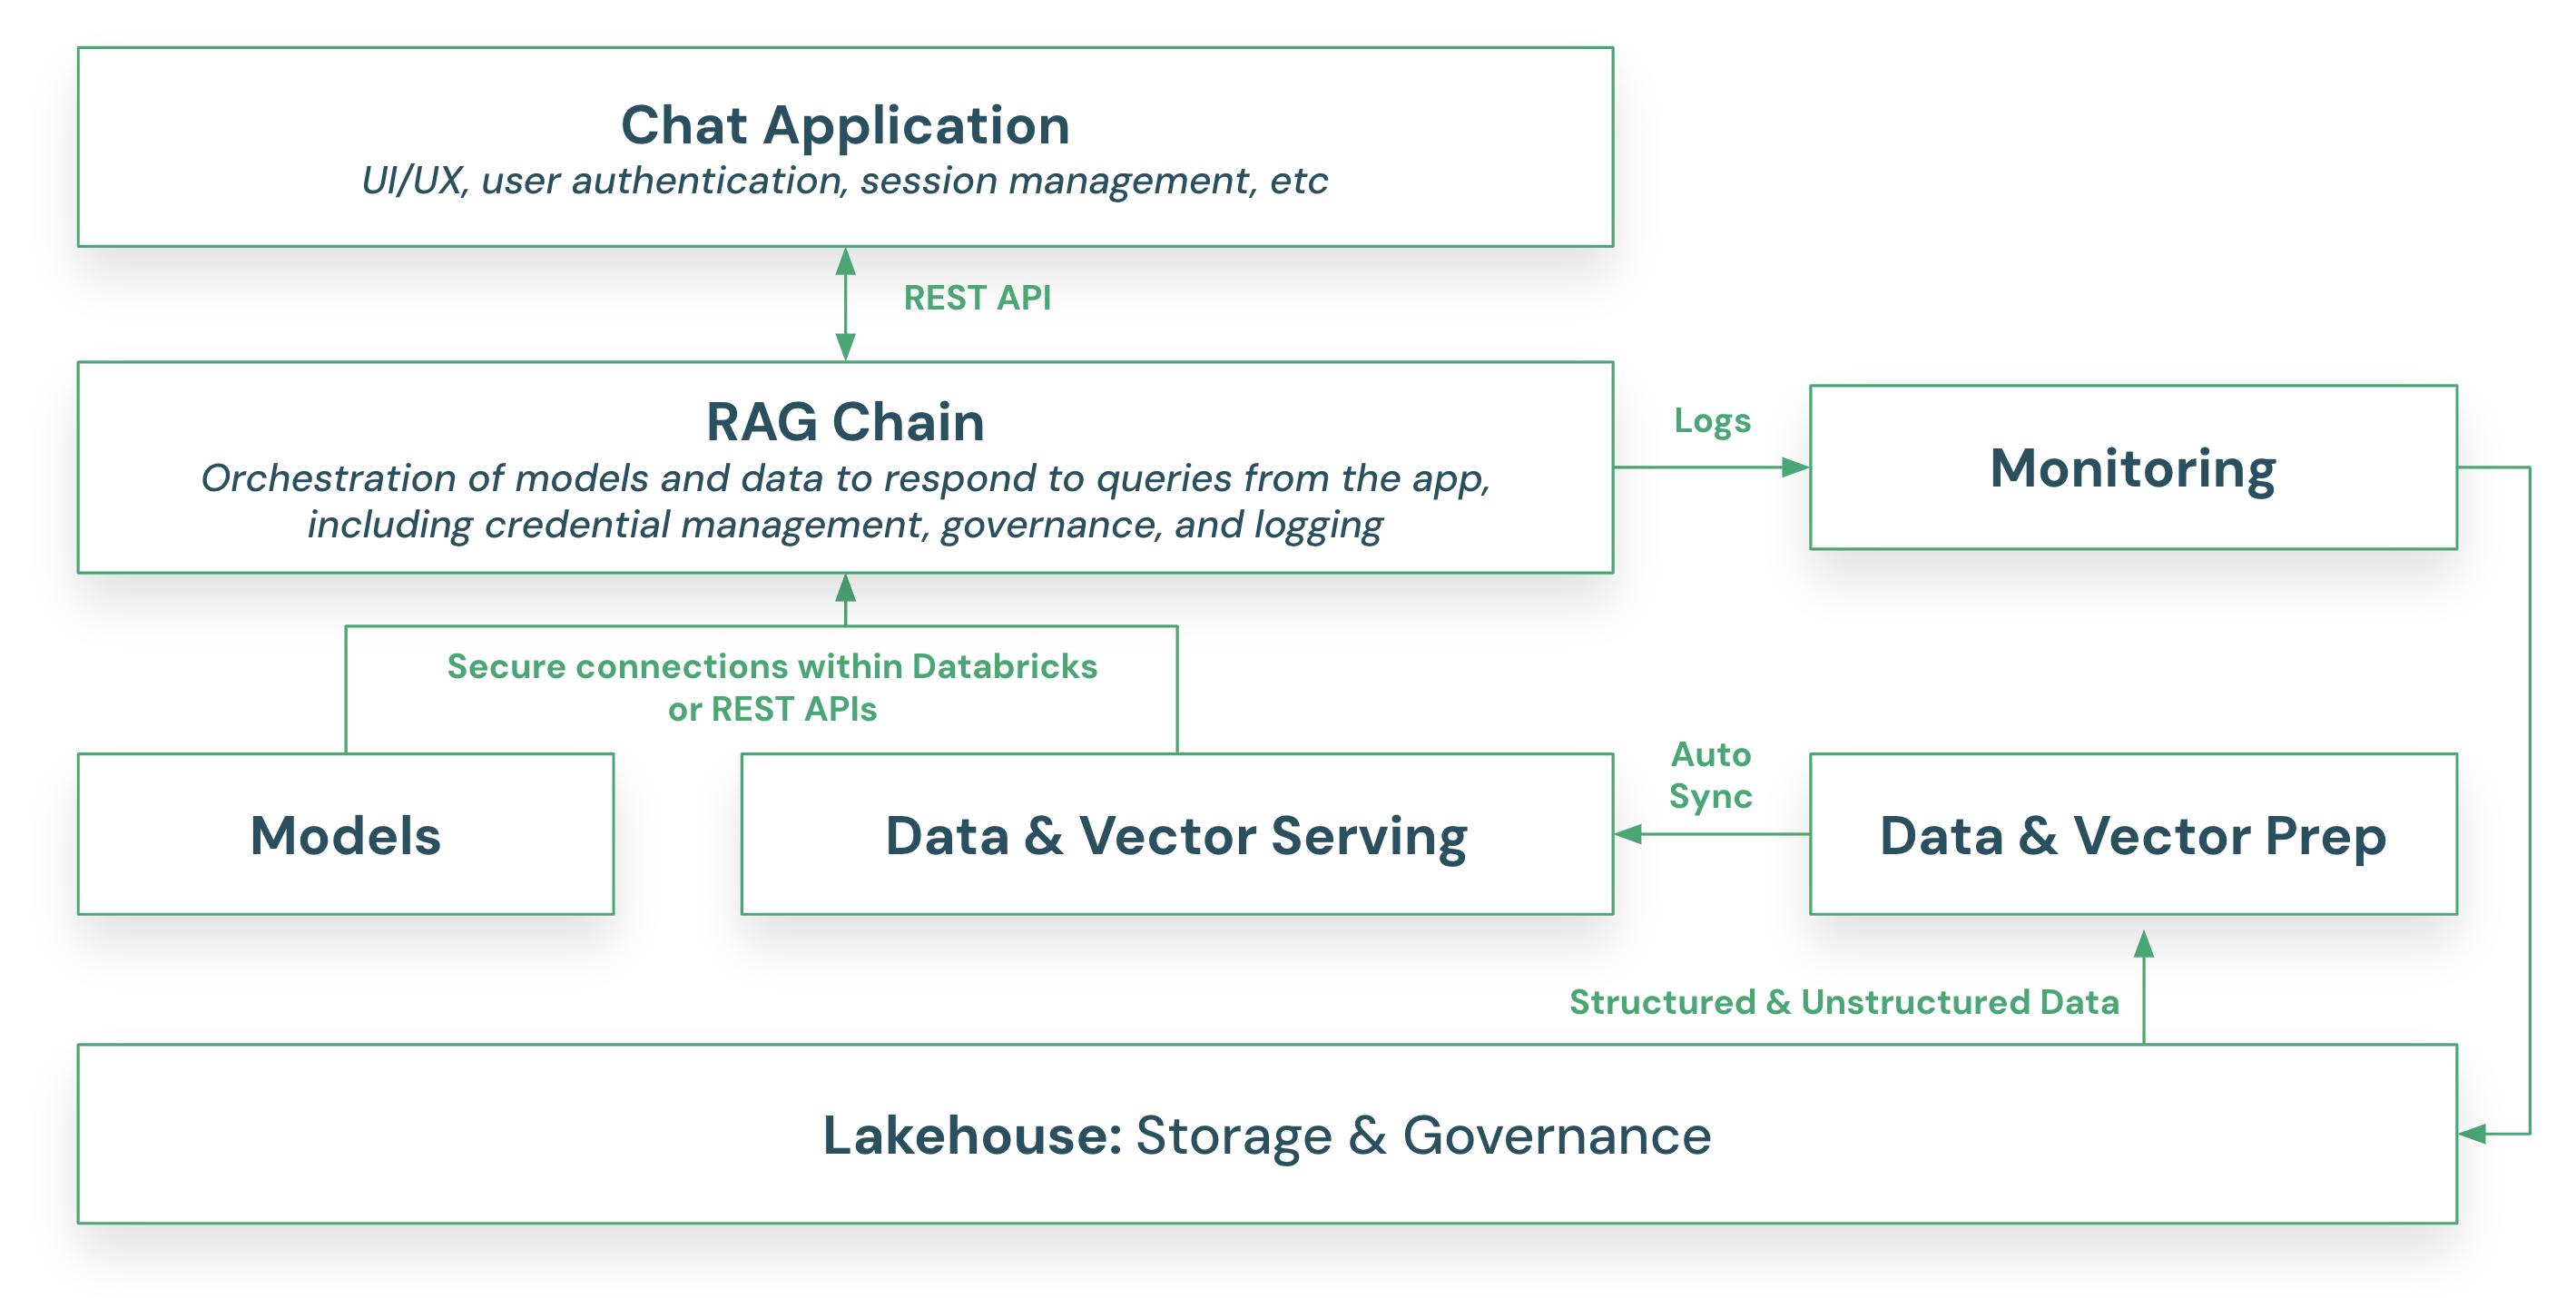 Chat Application
UI/UX, user authentication, session management, etc
REST API
RAG Chain
Orchestration of models and data to respond to queries from the app,
including credential management, governance, and logging
Logs
Monitoring
Secure connections within Databricks
or REST APIs
Models
Data & Vector Serving
Auto
Sync
Data & Vector Prep
Structured & Unstructured Data
Lakehouse: Storage & Governance